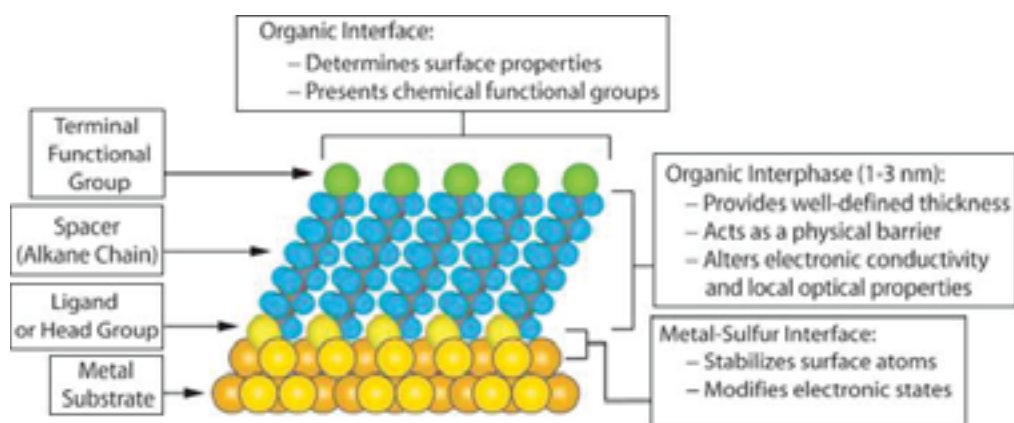 Organic Interface:
– Determines surface properties
– Presents chemical functional groups
Terminal
Functional
Group
Spacer
(Alkane Chain)
Ligand
or Head Group
Metal
Substrate
Organic Interphase (1-3 nm):
– Provides well-defined thickness
– Acts as a physical barrier
– Alters electronic conductivity
and local optical properties
Metal-Sulfur Interface:
– Stabilizes surface atoms
– Modifies electronic states